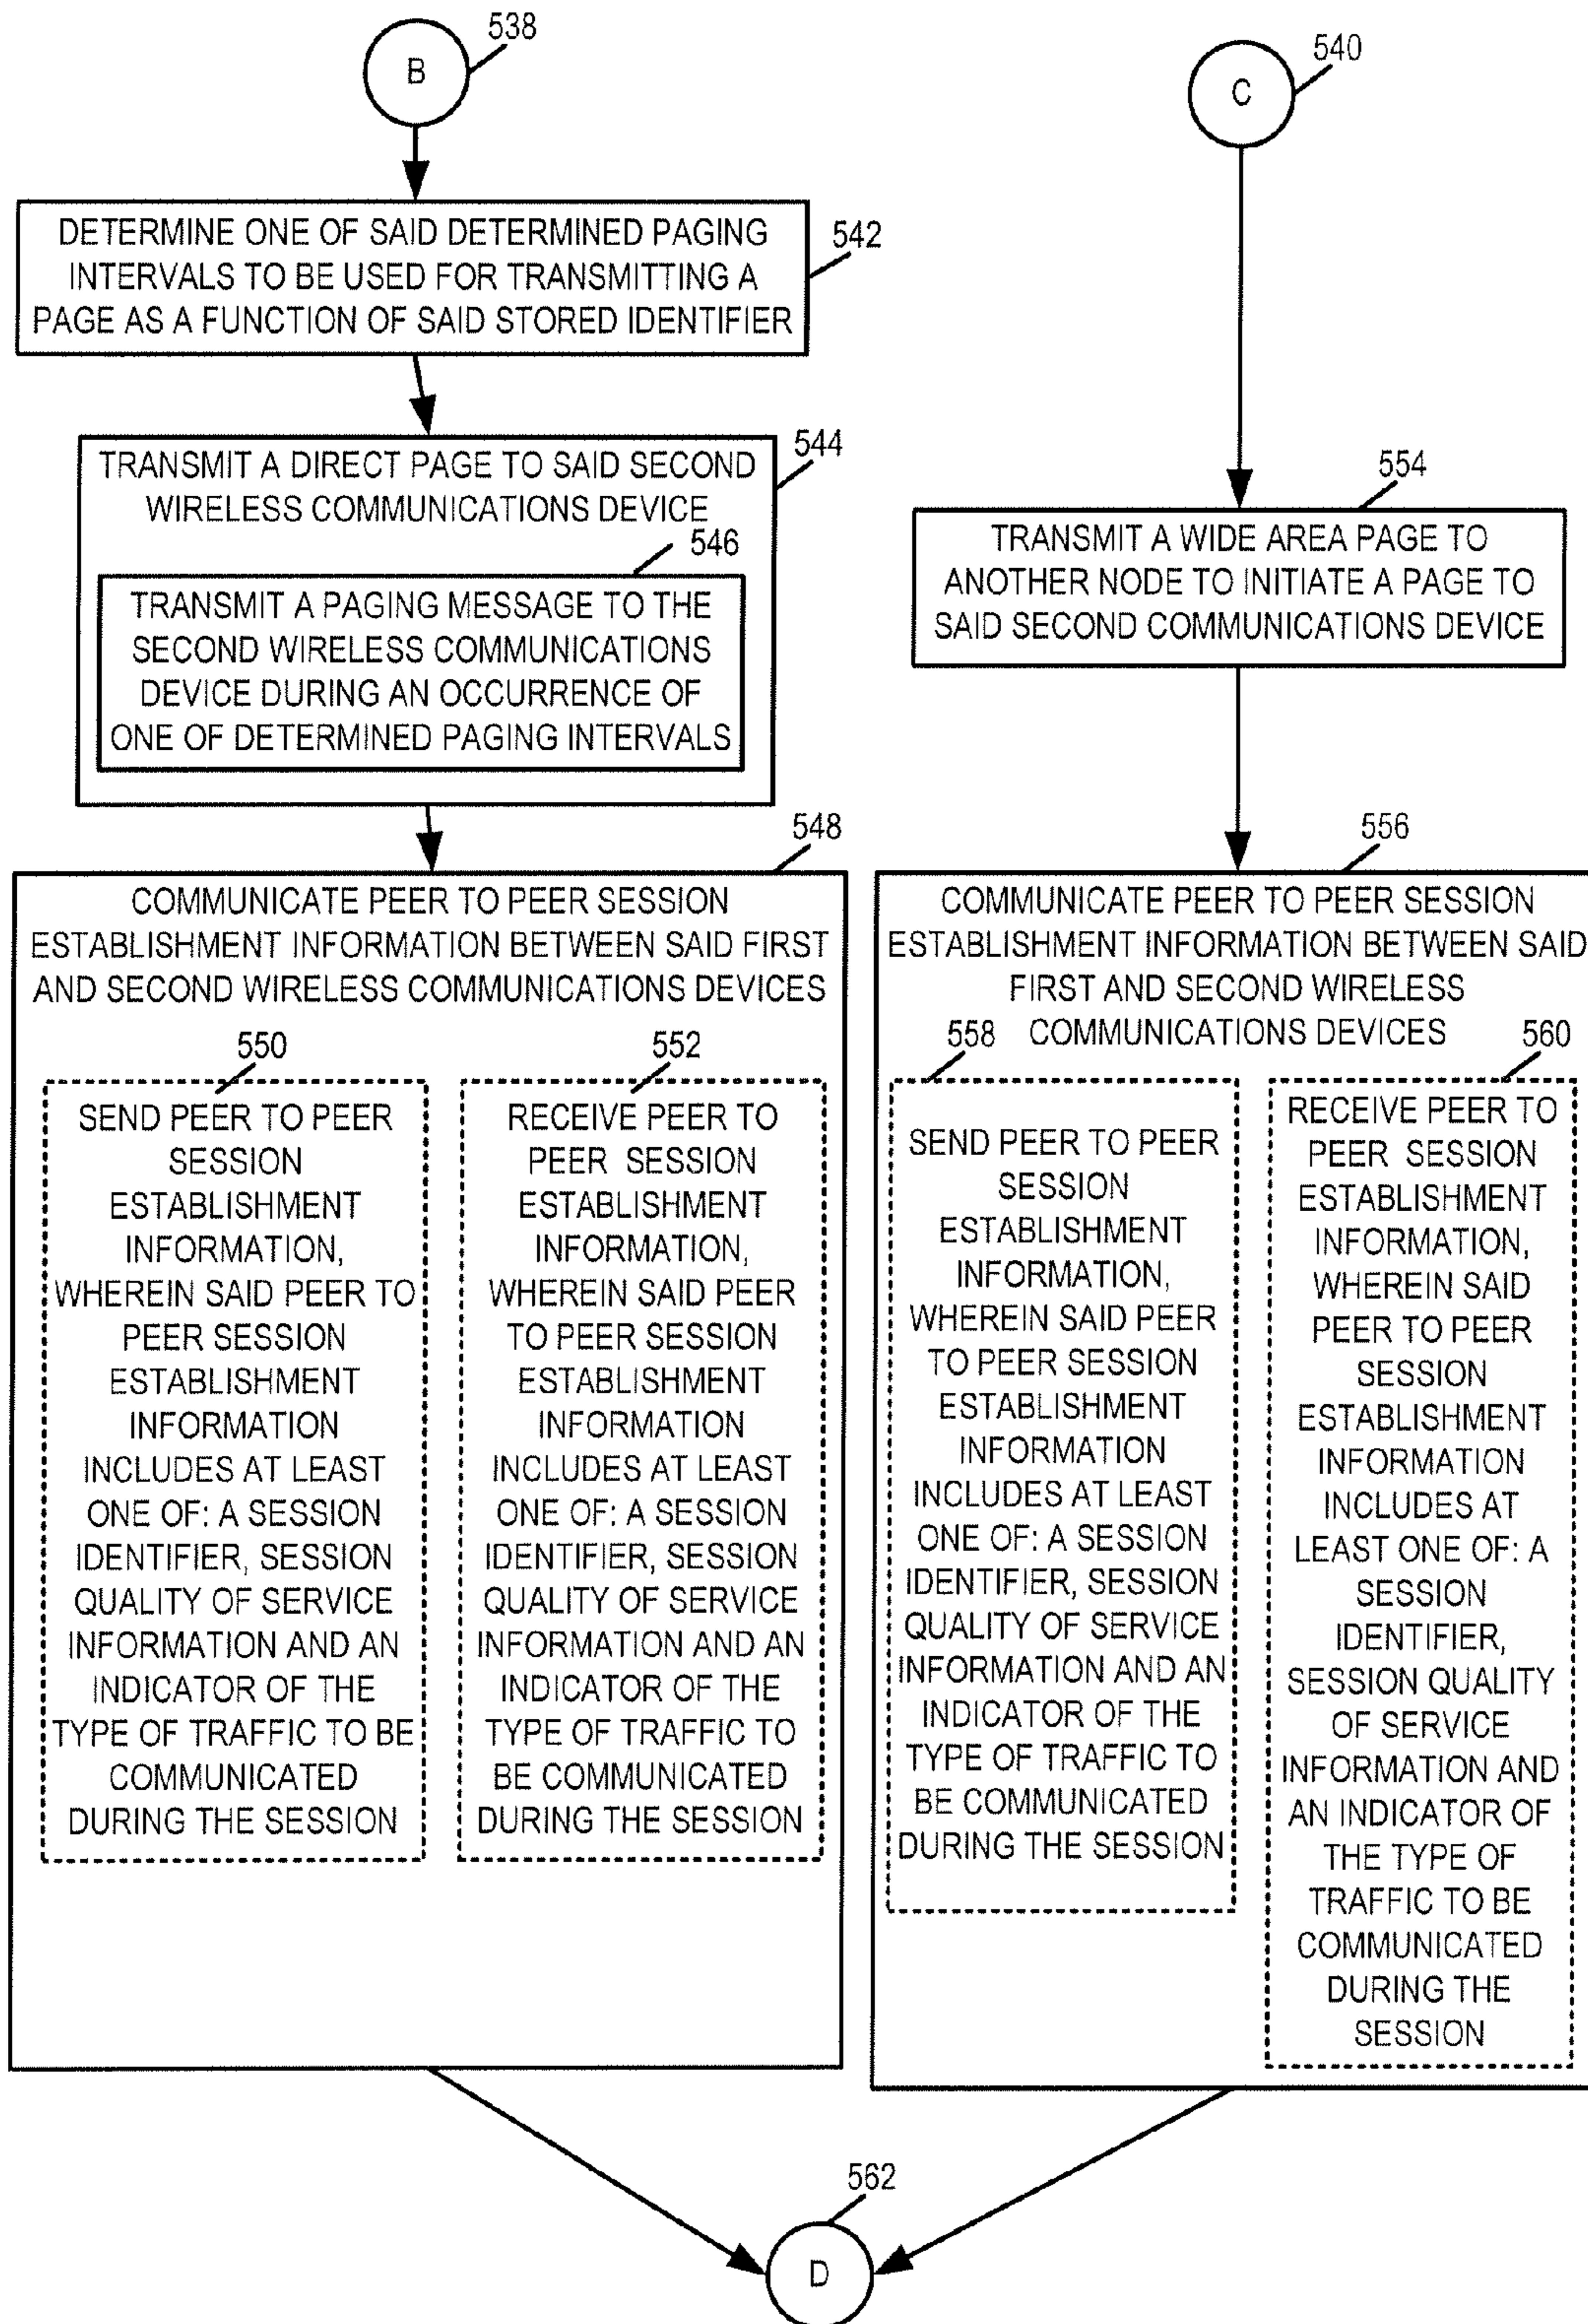 538
B
DETERMINE ONE OF SAID DETERMINED PAGING
INTERVALS TO BE USED FOR TRANSMITTING A
PAGE AS A FUNCTION OF SAID STORED IDENTIFIER
542
TRANSMIT A DIRECT PAGE TO SAID SECOND
WIRELESS COMMUNICATIONS DEVICE
544
546
TRANSMIT A PAGING MESSAGE TO THE
SECOND WIRELESS COMMUNICATIONS
DEVICE DURING AN OCCURRENCE OF
ONE OF DETERMINED PAGING INTERVALS
548
COMMUNICATE PEER TO PEER SESSION
ESTABLISHMENT INFORMATION BETWEEN SAID FIRST
AND SECOND WIRELESS COMMUNICATIONS DEVICES
550
SEND PEER TO PEER
SESSION
ESTABLISHMENT
INFORMATION,
WHEREIN SAID PEER TO
PEER SESSION
ESTABLISHMENT
INFORMATION
INCLUDES AT LEAST
ONE OF: A SESSION
IDENTIFIER, SESSION
QUALITY OF SERVICE
INFORMATION AND AN
INDICATOR OF THE
TYPE OF TRAFFIC TO BE
COMMUNICATED
DURING THE SESSION
552
RECEIVE PEER TO
PEER SESSION
ESTABLISHMENT
INFORMATION,
WHEREIN SAID PEER
TO PEER SESSION
ESTABLISHMENT
INFORMATION
INCLUDES AT LEAST
ONE OF: A SESSION
IDENTIFIER, SESSION
QUALITY OF SERVICE
INFORMATION AND AN
INDICATOR OF THE
TYPE OF TRAFFIC TO
BE COMMUNICATED
DURING THE SESSION
540
C
554
TRANSMIT A WIDE AREA PAGE TO
ANOTHER NODE TO INITIATE A PAGE TO
SAID SECOND COMMUNICATIONS DEVICE
556
COMMUNICATE PEER TO PEER SESSION
ESTABLISHMENT INFORMATION BETWEEN SAID
FIRST AND SECOND WIRELESS
COMMUNICATIONS DEVICES
558
SEND PEER TO PEER
SESSION
ESTABLISHMENT
INFORMATION,
WHEREIN SAID PEER
TO PEER SESSION
ESTABLISHMENT
INFORMATION
INCLUDES AT LEAST
ONE OF: A SESSION
IDENTIFIER, SESSION
QUALITY OF SERVICE
INFORMATION AND AN
INDICATOR OF THE
TYPE OF TRAFFIC TO
BE COMMUNICATED
DURING THE SESSION
560
RECEIVE PEER TO
PEER SESSION
ESTABLISHMENT
INFORMATION,
WHEREIN SAID
PEER TO PEER
SESSION
ESTABLISHMENT
INFORMATION
INCLUDES AT
LEAST ONE OF: A
SESSION
IDENTIFIER,
SESSION QUALITY
OF SERVICE
INFORMATION AND
AN INDICATOR OF
THE TYPE OF
TRAFFIC TO BE
COMMUNICATED
DURING THE
SESSION
562
D